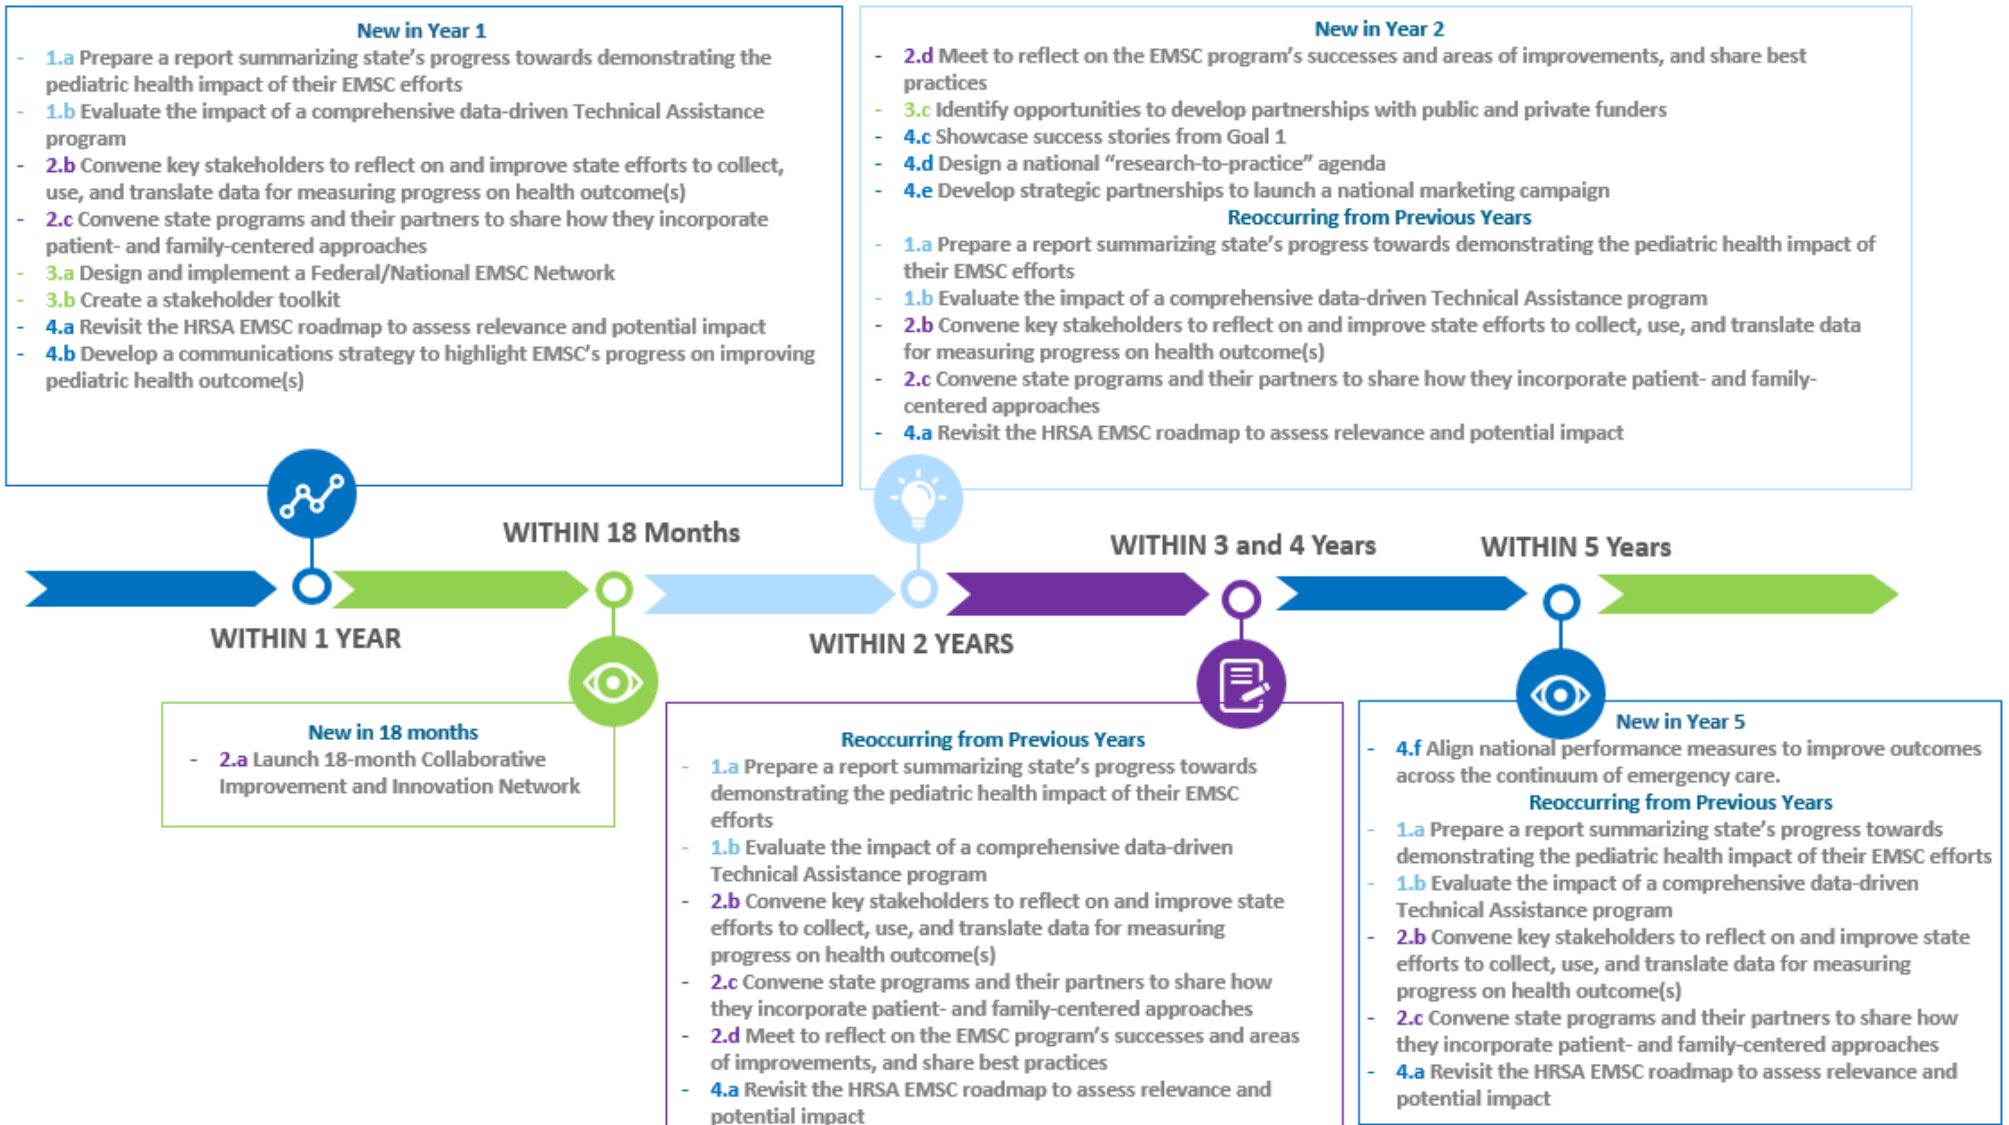 New in Year 1
- 1.a Prepare a report summarizing state’s progress towards demonstrating the
pediatric health impact of their EMSC efforts
- 1.b Evaluate the impact of a comprehensive data-driven Technical Assistance
program
- 2.b Convene key stakeholders to reflect on and improve state efforts to collect,
use, and translate data for measuring progress on health outcome(s)
- 2.c Convene state programs and their partners to share how they incorporate
patient- and family-centered approaches
- 3.a Design and implement a Federal/National EMSC Network
- 3.b Create a stakeholder toolkit
- 4.a Revisit the HRSA EMSC roadmap to assess relevance and potential impact
- 4.b Develop a communications strategy to highlight EMSC’s progress on improving
pediatric health outcome(s)
New in Year 2
- 2.d Meet to reflect on the EMSC program’s successes and areas of improvements, and share best
practices
- 3.c Identify opportunities to develop partnerships with public and private funders
- 4.c Showcase success stories from Goal 1
- 4.d Design a national “research-to-practice” agenda
- 4.e Develop strategic partnerships to launch a national marketing campaign
Reoccurring from Previous Years
- 1.a Prepare a report summarizing state’s progress towards demonstrating the pediatric health impact of
their EMSC efforts
- 1.b Evaluate the impact of a comprehensive data-driven Technical Assistance program
- 2.b Convene key stakeholders to reflect on and improve state efforts to collect, use, and translate data
for measuring progress on health outcome(s)
- 2.c Convene state programs and their partners to share how they incorporate patient- and family-
centered approaches
- 4.a Revisit the HRSA EMSC roadmap to assess relevance and potential impact
WITHIN 18 Months
WITHIN 3 and 4 Years
WITHIN 5 Years
WITHIN 1 YEAR
WITHIN 2 YEARS
New in 18 months
- 2.a Launch 18-month Collaborative
Improvement and Innovation Network
Reoccurring from Previous Years
- 1.a Prepare a report summarizing state’s progress towards
demonstrating the pediatric health impact of their EMSC
efforts
- 1.b Evaluate the impact of a comprehensive data-driven
Technical Assistance program
- 2.b Convene key stakeholders to reflect on and improve state
efforts to collect, use, and translate data for measuring
progress on health outcome(s)
- 2.c Convene state programs and their partners to share how
they incorporate patient- and family-centered approaches
- 2.d Meet to reflect on the EMSC program’s successes and areas
of improvements, and share best practices
- 4.a Revisit the HRSA EMSC roadmap to assess relevance and
potential impact
New in Year 5
- 4.f Align national performance measures to improve outcomes
across the continuum of emergency care.
Reoccurring from Previous Years
- 1.a Prepare a report summarizing state’s progress towards
demonstrating the pediatric health impact of their EMSC efforts
- 1.b Evaluate the impact of a comprehensive data-driven
Technical Assistance program
- 2.b Convene key stakeholders to reflect on and improve state
efforts to collect, use, and translate data for measuring
progress on health outcome(s)
- 2.c Convene state programs and their partners to share how
they incorporate patient- and family-centered approaches
- 4.a Revisit the HRSA EMSC roadmap to assess relevance and
potential impact